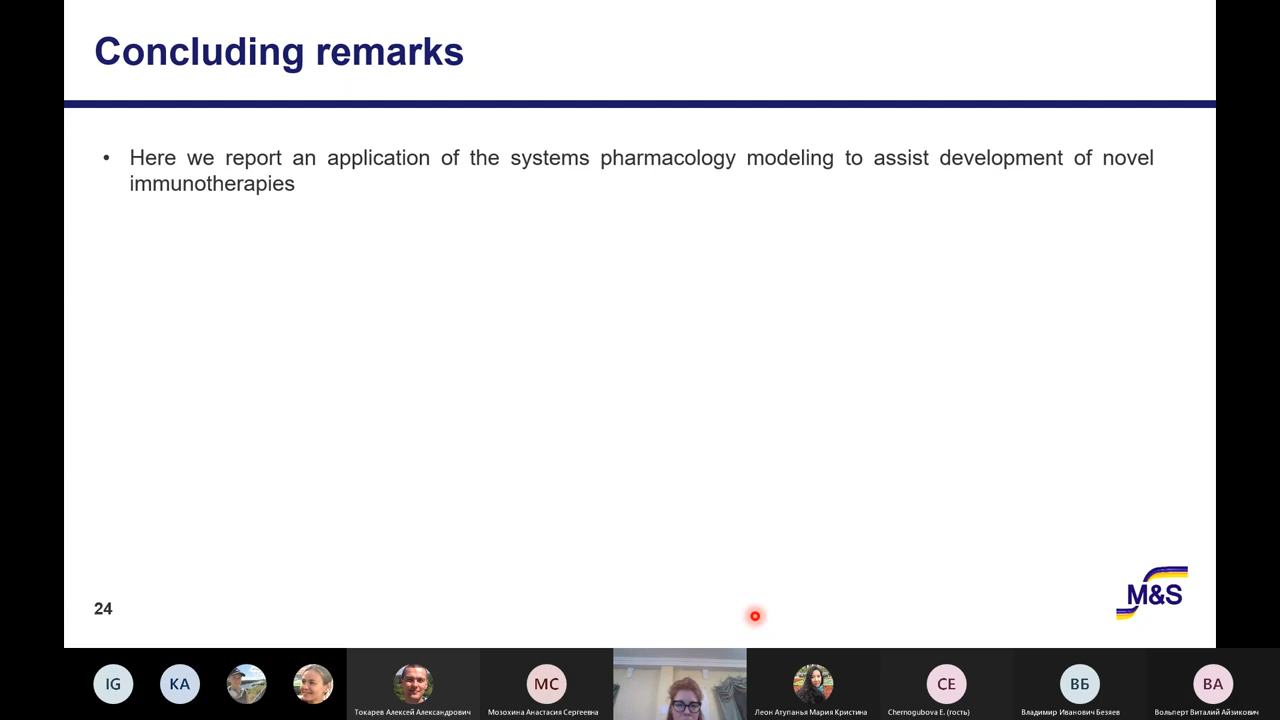 Concluding remarks
• Here we report an application of the systems pharmacology modeling to assist development of novel
immunotherapies
24
M&S
IG
KA
MC
CE
ВБ
ВА
Токарев Алексей Александрович
Мозохина Анастасия Сергеевна
Леон Атупанья Мария Кристина
Chernogubova E. (гость)
Владимир Иванович Безяев
Вольперт Виталий Айзикович